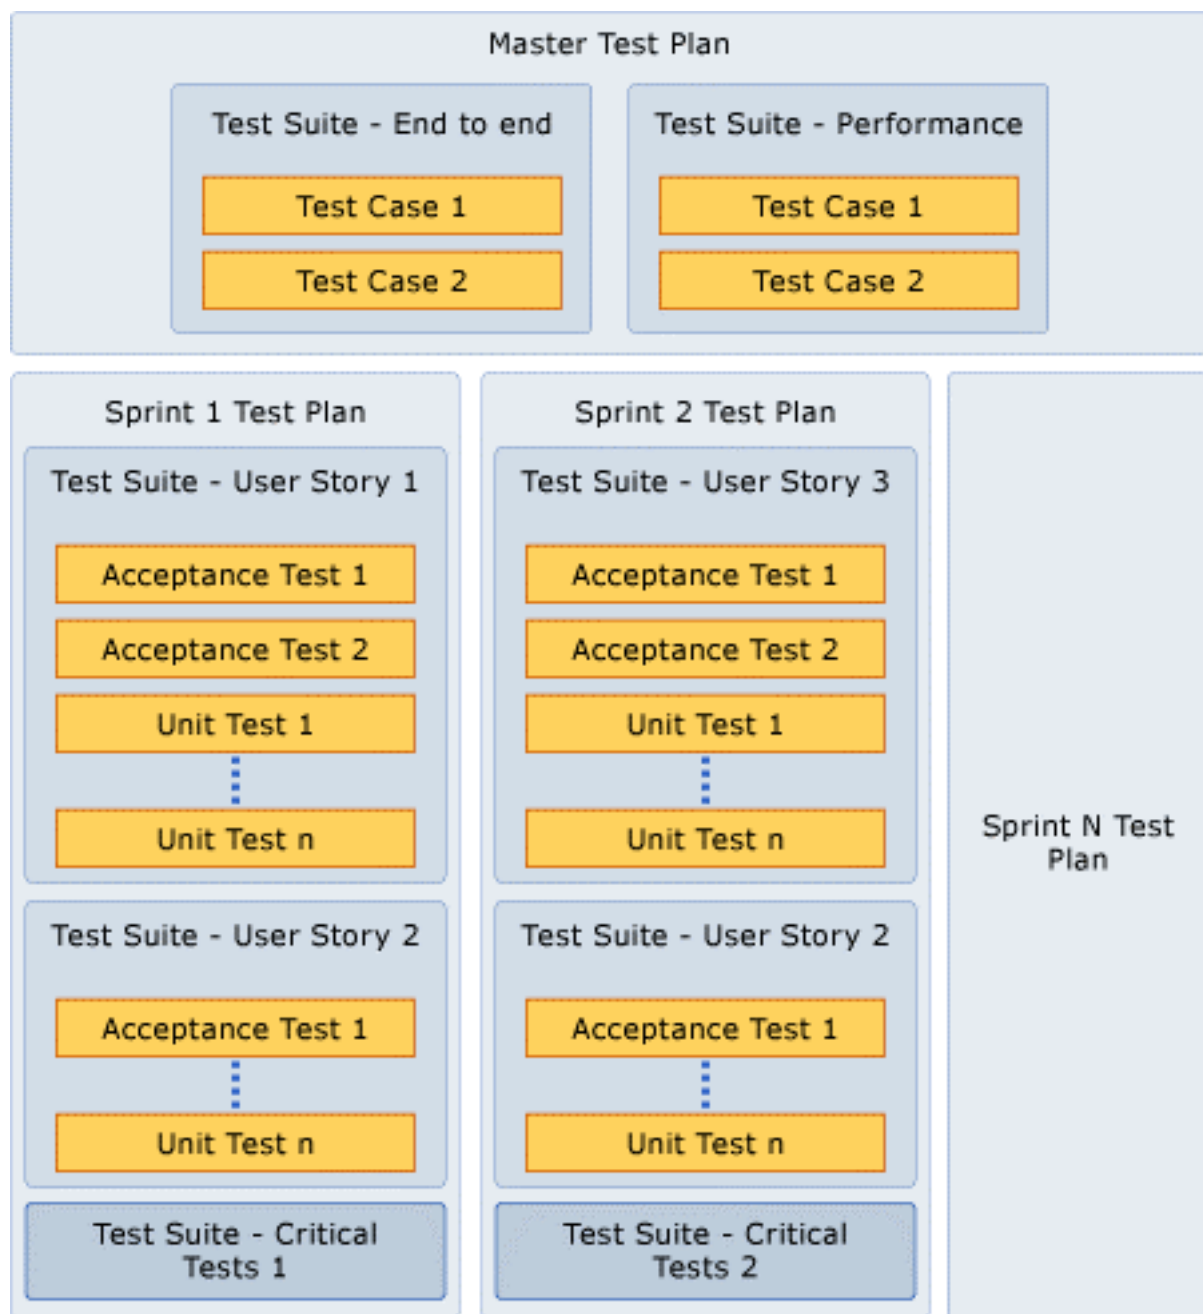 Master Test Plan
Test Suite - End to end
Test Case 1
Test Case 2
Test Suite - Performance
Test Case 1
Test Case 2
Sprint 1 Test Plan
Test Suite - User Story 1
Acceptance Test 1
Acceptance Test 2
Unit Test 1
Unit Test n
Test Suite - User Story 2
Acceptance Test 1
Unit Test n
Test Suite - Critical
Tests 1
Sprint 2 Test Plan
Test Suite - User Story 3
Acceptance Test 1
Acceptance Test 2
Unit Test 1
Unit Test n
Test Suite - User Story 2
Acceptance Test 1
Unit Test n
Test Suite - Critical
Tests 2
Sprint N Test
Plan